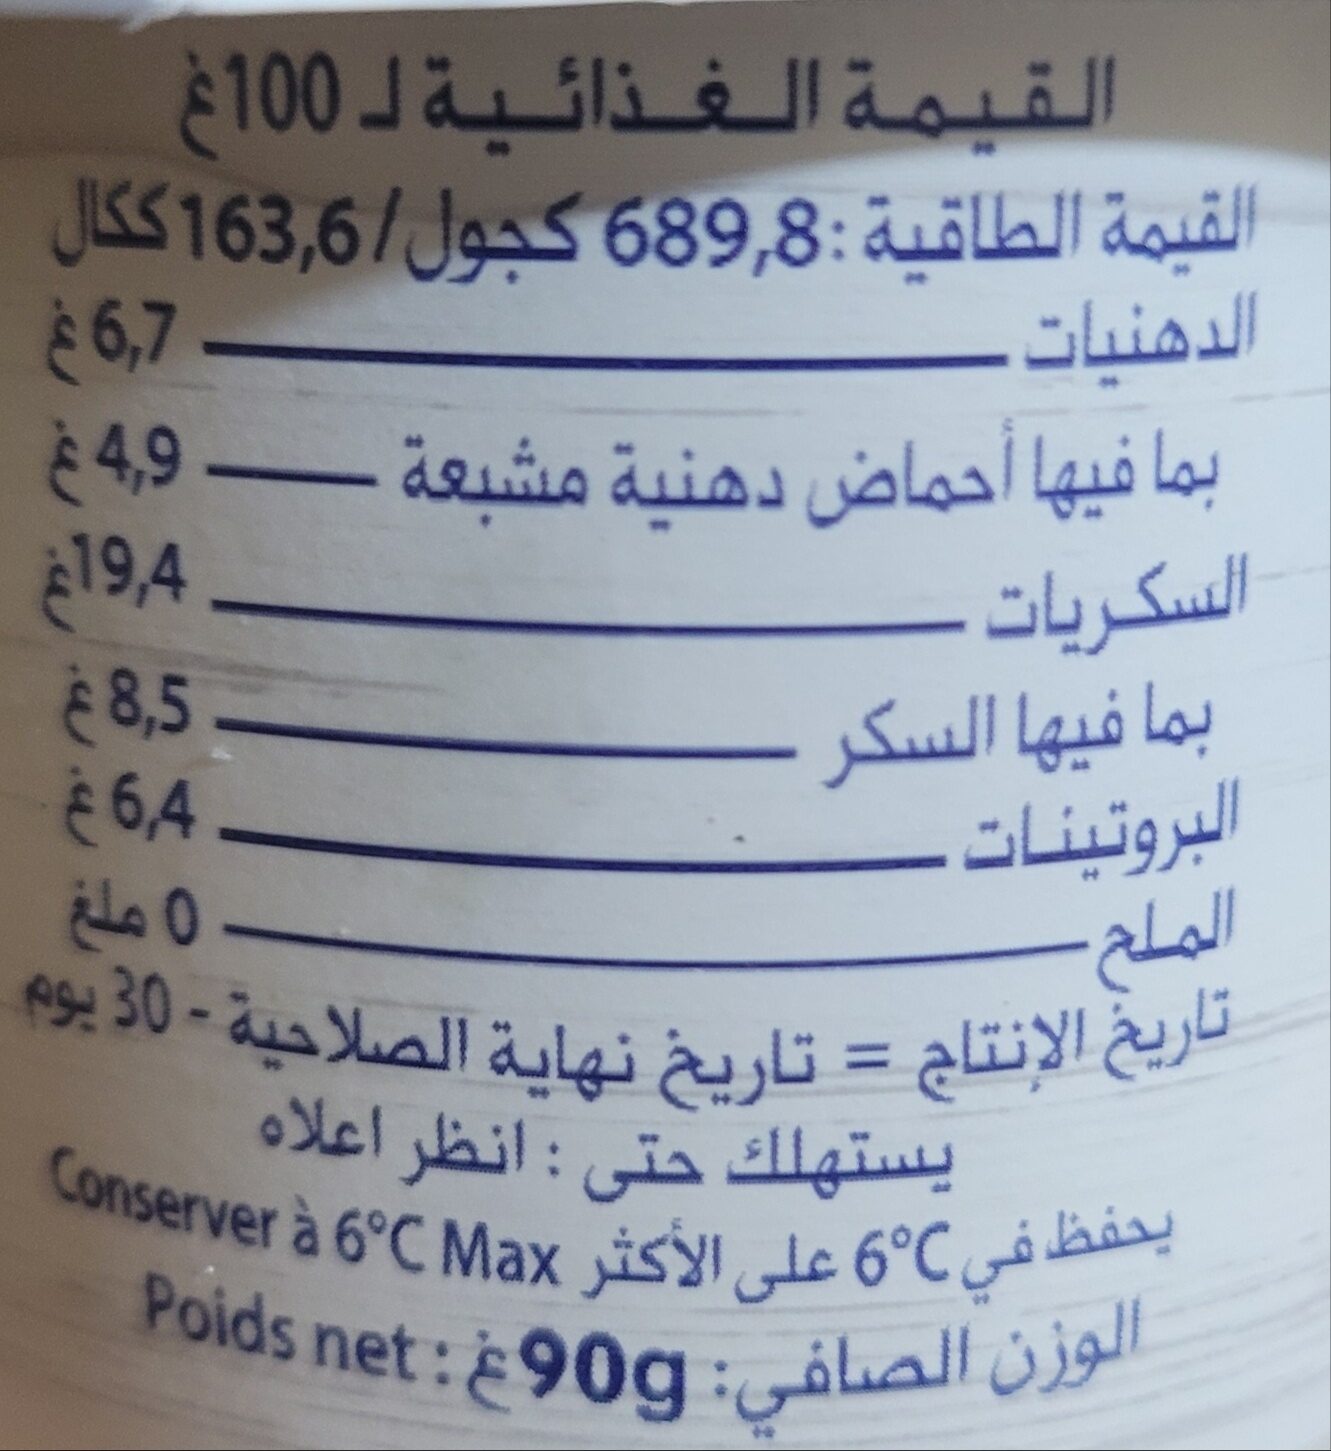 القيمة الغذائية لـ 100غ
القيمة الطاقية : 689,8 كجول / 163,6 ككال
الدهنيات 6,7 غ
بما فيها أحماض دهنية مشبعة 4,9 غ
السكريات 19,4 غ
بما فيها السكر 8,5 غ
البروتينات 6,4 غ
الملح 0 ملغ
تاريخ الإنتاج = تاريخ نهاية الصلاحية - 30 يوم
يستهلك حتى : انظر اعلاه
يحفظ في 6°C على الأكثر Conserver à 6°C Max
الوزن الصافي : 90g غ : Poids net